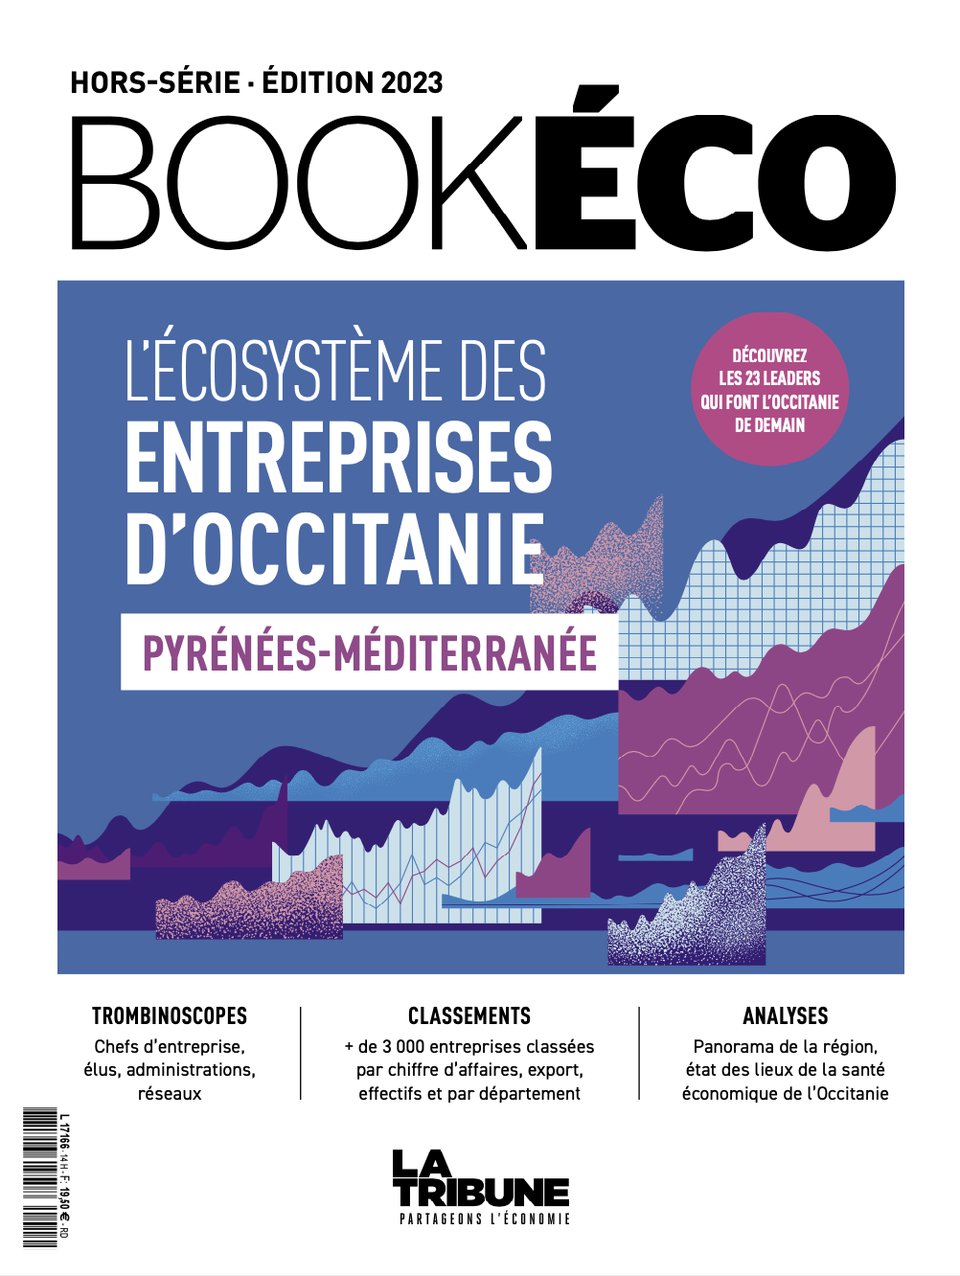 HORS-SÉRIE · ÉDITION 2023
BOOKÉCO
L'ÉCOSYSTÈME DES
ENTREPRISES
D'OCCITANIE
PYRÉNÉES-MÉDITERRANÉE
DÉCOUVREZ
LES 23 LEADERS
QUI FONT L'OCCITANIE
DE DEMAIN
TROMBINOSCOPES
Chefs d'entreprise,
élus, administrations,
réseaux
CLASSEMENTS
+ de 3 000 entreprises classées
par chiffre d'affaires, export,
effectifs et par département
ANALYSES
Panorama de la région,
état des lieux de la santé
économique de l'Occitanie
L 17166 - 14 H - F: 19,50 € - RD
LA
TRIBUNE
PARTAGEONS L'ÉCONOMIE